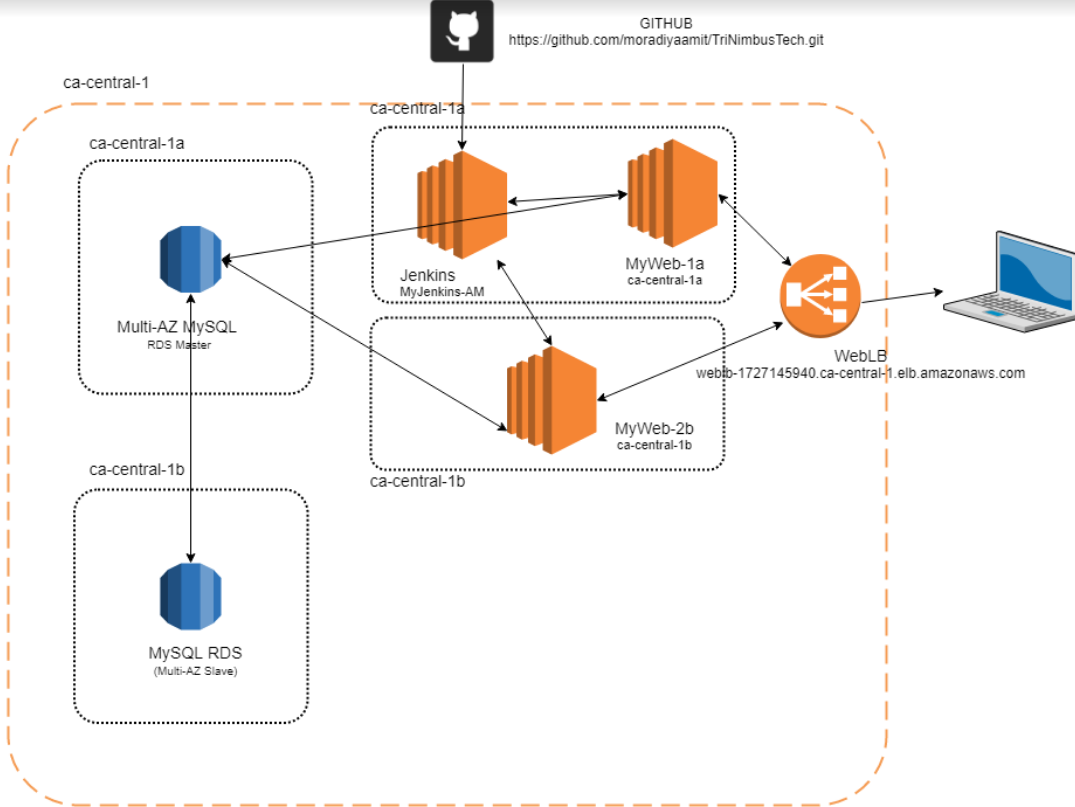 GITHUB
https://github.com/moradiyaamit/TriNimbusTech.git
ca-central-1
ca-central-1a
ca-central-1a
MyWeb-1a
ca-central-1a
Jenkins
MyJenkins-AM
Multi-AZ MySQL
RDS Master
WebLB
weblb-1727145940.ca-central-1.elb.amazonaws.com
MyWeb-2b
ca-central-1b
ca-central-1b
ca-central-1b
MySQL RDS
(Multi-AZ Slave)